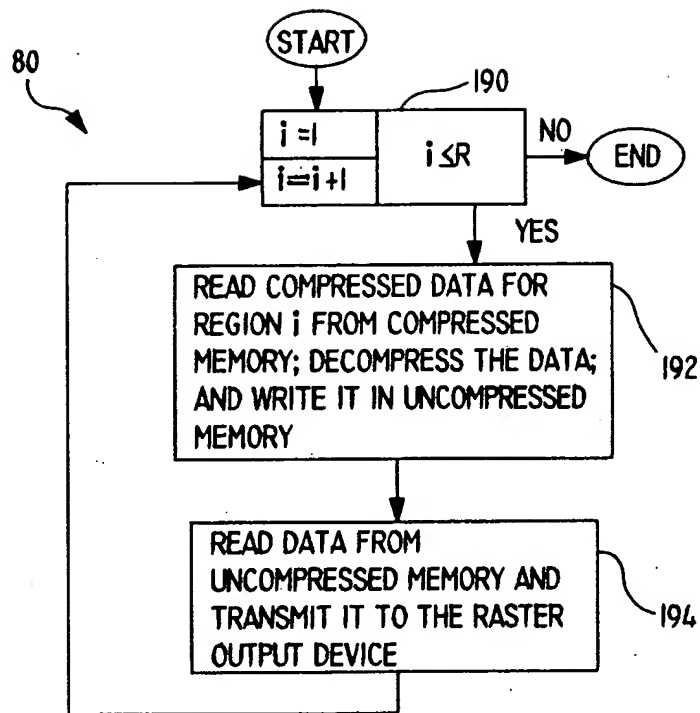 START
80
190
i = 1
i = i + 1
i ≤ R
NO
END
YES
READ COMPRESSED DATA FOR
REGION i FROM COMPRESSED
MEMORY; DECOMPRESS THE DATA;
AND WRITE IT IN UNCOMPRESSED
MEMORY
192
READ DATA FROM
UNCOMPRESSED MEMORY AND
TRANSMIT IT TO THE RASTER
OUTPUT DEVICE
194